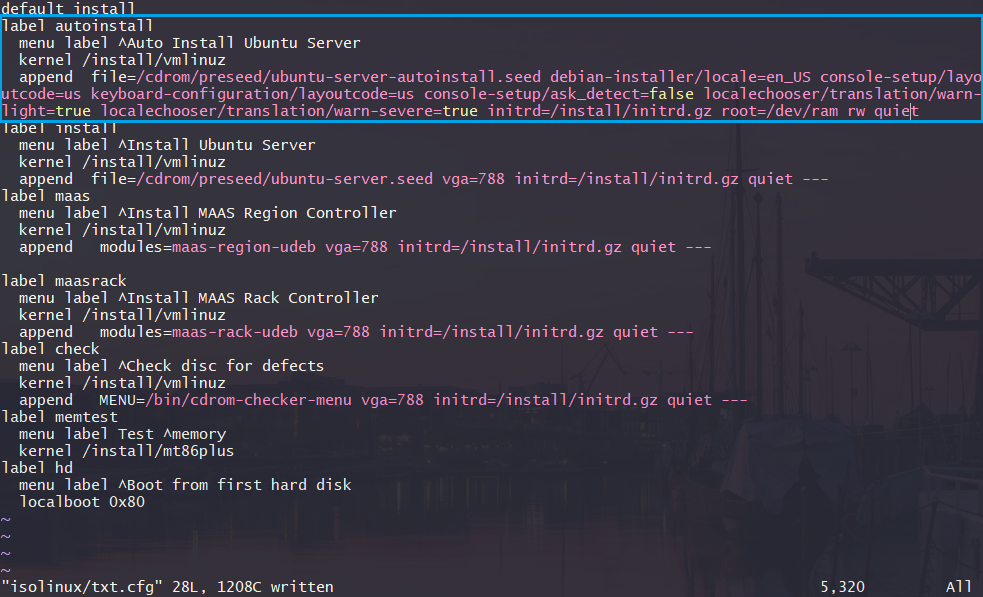 default install
label autoinstall
  menu label ^Auto Install Ubuntu Server
  kernel /install/vmlinuz
  append  file=/cdrom/preseed/ubuntu-server-autoinstall.seed debian-installer/locale=en_US console-setup/layo
utcode=us keyboard-configuration/layoutcode=us console-setup/ask_detect=false localechooser/translation/warn-
light=true localechooser/translation/warn-severe=true initrd=/install/initrd.gz root=/dev/ram rw quiet
label install
  menu label ^Install Ubuntu Server
  kernel /install/vmlinuz
  append  file=/cdrom/preseed/ubuntu-server.seed vga=788 initrd=/install/initrd.gz quiet ---
label maas
  menu label ^Install MAAS Region Controller
  kernel /install/vmlinuz
  append   modules=maas-region-udeb vga=788 initrd=/install/initrd.gz quiet ---

label maasrack
  menu label ^Install MAAS Rack Controller
  kernel /install/vmlinuz
  append   modules=maas-rack-udeb vga=788 initrd=/install/initrd.gz quiet ---
label check
  menu label ^Check disc for defects
  kernel /install/vmlinuz
  append   MENU=/bin/cdrom-checker-menu vga=788 initrd=/install/initrd.gz quiet ---
label memtest
  menu label Test ^memory
  kernel /install/mt86plus
label hd
  menu label ^Boot from first hard disk
  localboot 0x80
~
~
~
~
"isolinux/txt.cfg" 28L, 1208C written 5,320 All